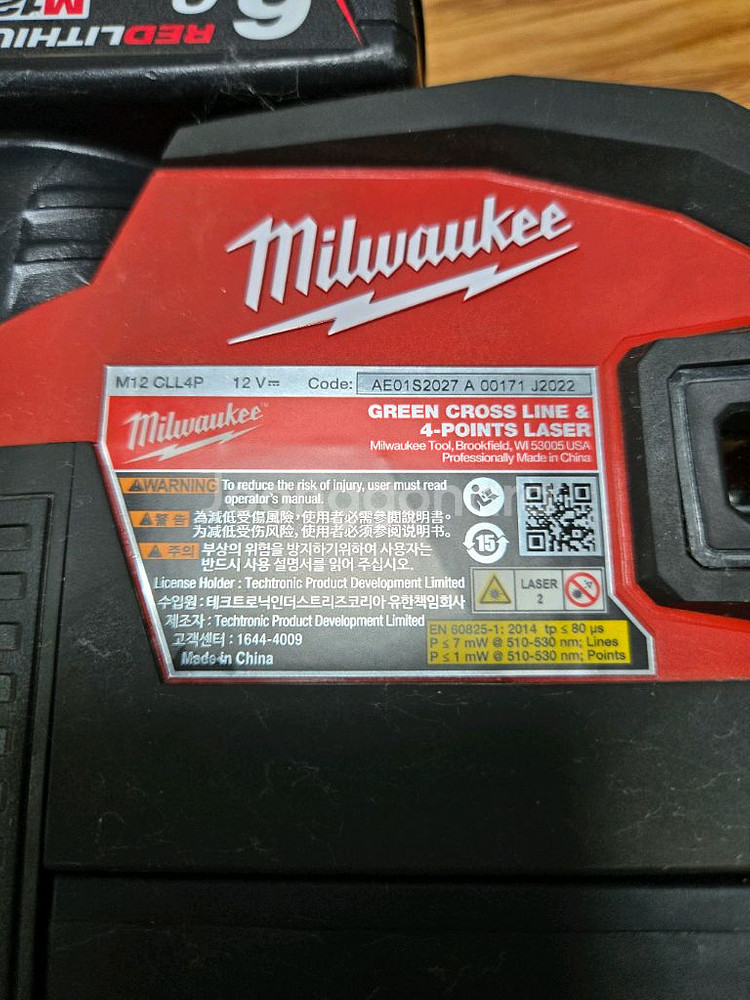 M12
REDLITHIUM
6.0
Milwaukee
M12 CLL4P 12 V Code: AE01S2027 A 00171 J2022
Milwaukee™
GREEN CROSS LINE &
4-POINTS LASER
Milwaukee Tool, Brookfield, WI 53005 USA
Professionally Made in China
WARNING To reduce the risk of injury, user must read
operator's manual.
警告 為減低受傷風險，使用者必需參閱說明書。
为减低受伤风险，使用者必须参阅说明书。
주의 부상의 위험을 방지하기위하여 사용자는
반드시 사용 설명서를 읽어 주십시오.
15
License Holder : Techtronic Product Development Limited
수입원 : 테크트로닉인더스트리즈코리아 유한책임회사
제조자 : Techtronic Product Development Limited
고객센터 : 1644-4009
Made in China
LASER
2
EN 60825-1: 2014 tp ≤ 80 µs
P ≤ 7 mW @ 510-530 nm; Lines
P ≤ 1 mW @ 510-530 nm; Points